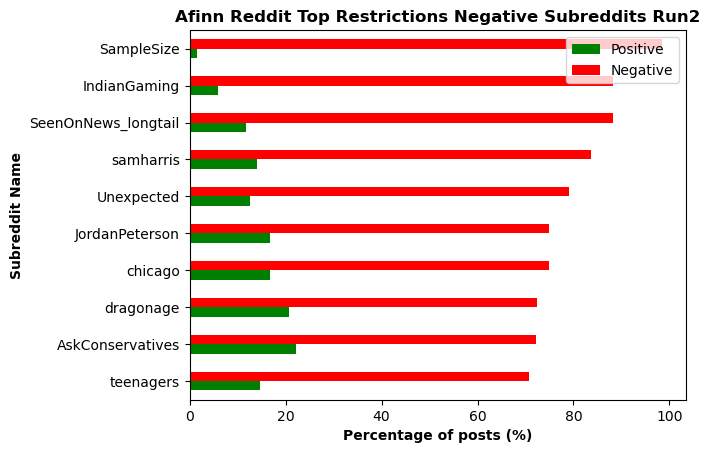 Afinn Reddit Top Restrictions Negative Subreddits Run2
Positive
Negative
SampleSize
IndianGaming
SeenOnNews_longtail
samharris
Unexpected
JordanPeterson
chicago
dragonage
AskConservatives
teenagers
Subreddit Name
0 20 40 60 80 100
Percentage of posts (%)